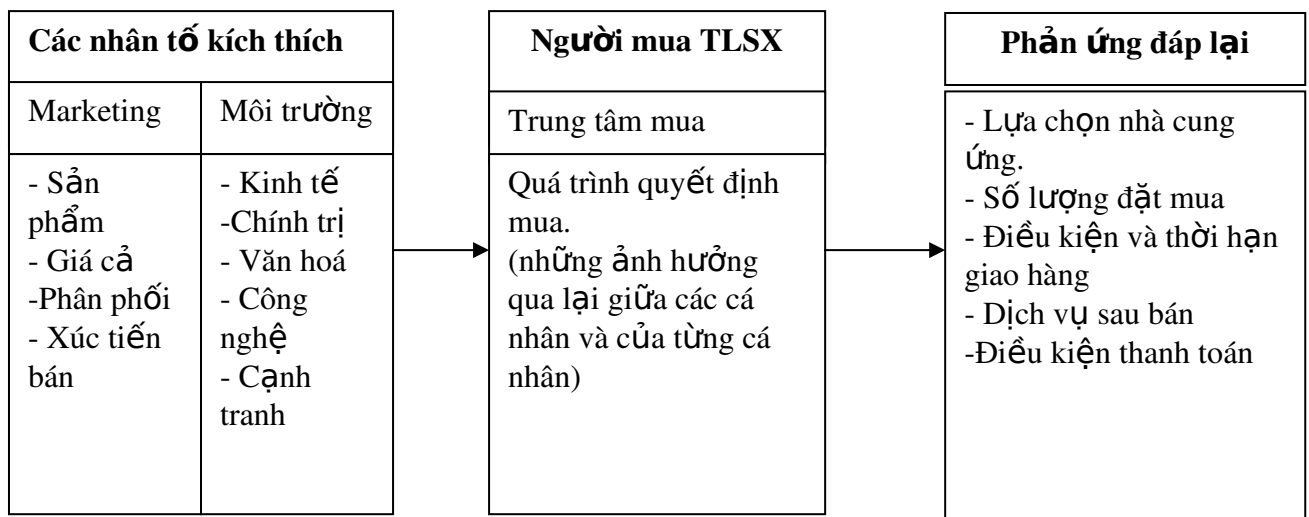 Các nhân tố kích thích
Marketing
- Sản
phẩm
- Giá cả
-Phân phối
- Xúc tiến
bán
Môi trường
- Kinh tế
-Chính trị
- Văn hoá
- Công
nghệ
- Cạnh
tranh
Người mua TLSX
Trung tâm mua
Quá trình quyết định
mua.
(những ảnh hưởng
qua lại giữa các cá
nhân và của từng cá
nhân)
Phản ứng đáp lại
- Lựa chọn nhà cung
ứng.
- Số lượng đặt mua
- Điều kiện và thời hạn
giao hàng
- Dịch vụ sau bán
-Điều kiện thanh toán